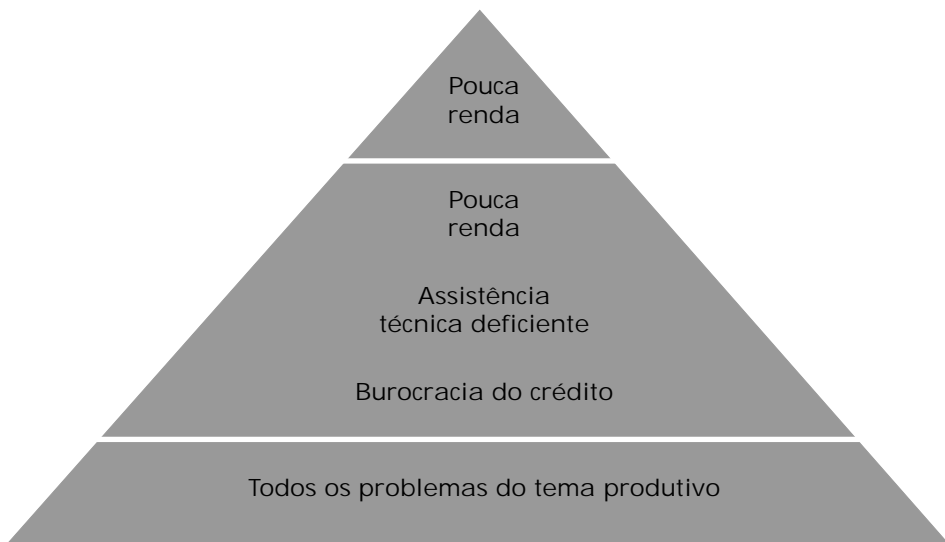 Pouca
renda
Pouca
renda
Assistência
técnica deficiente
Burocracia do crédito
Todos os problemas do tema produtivo